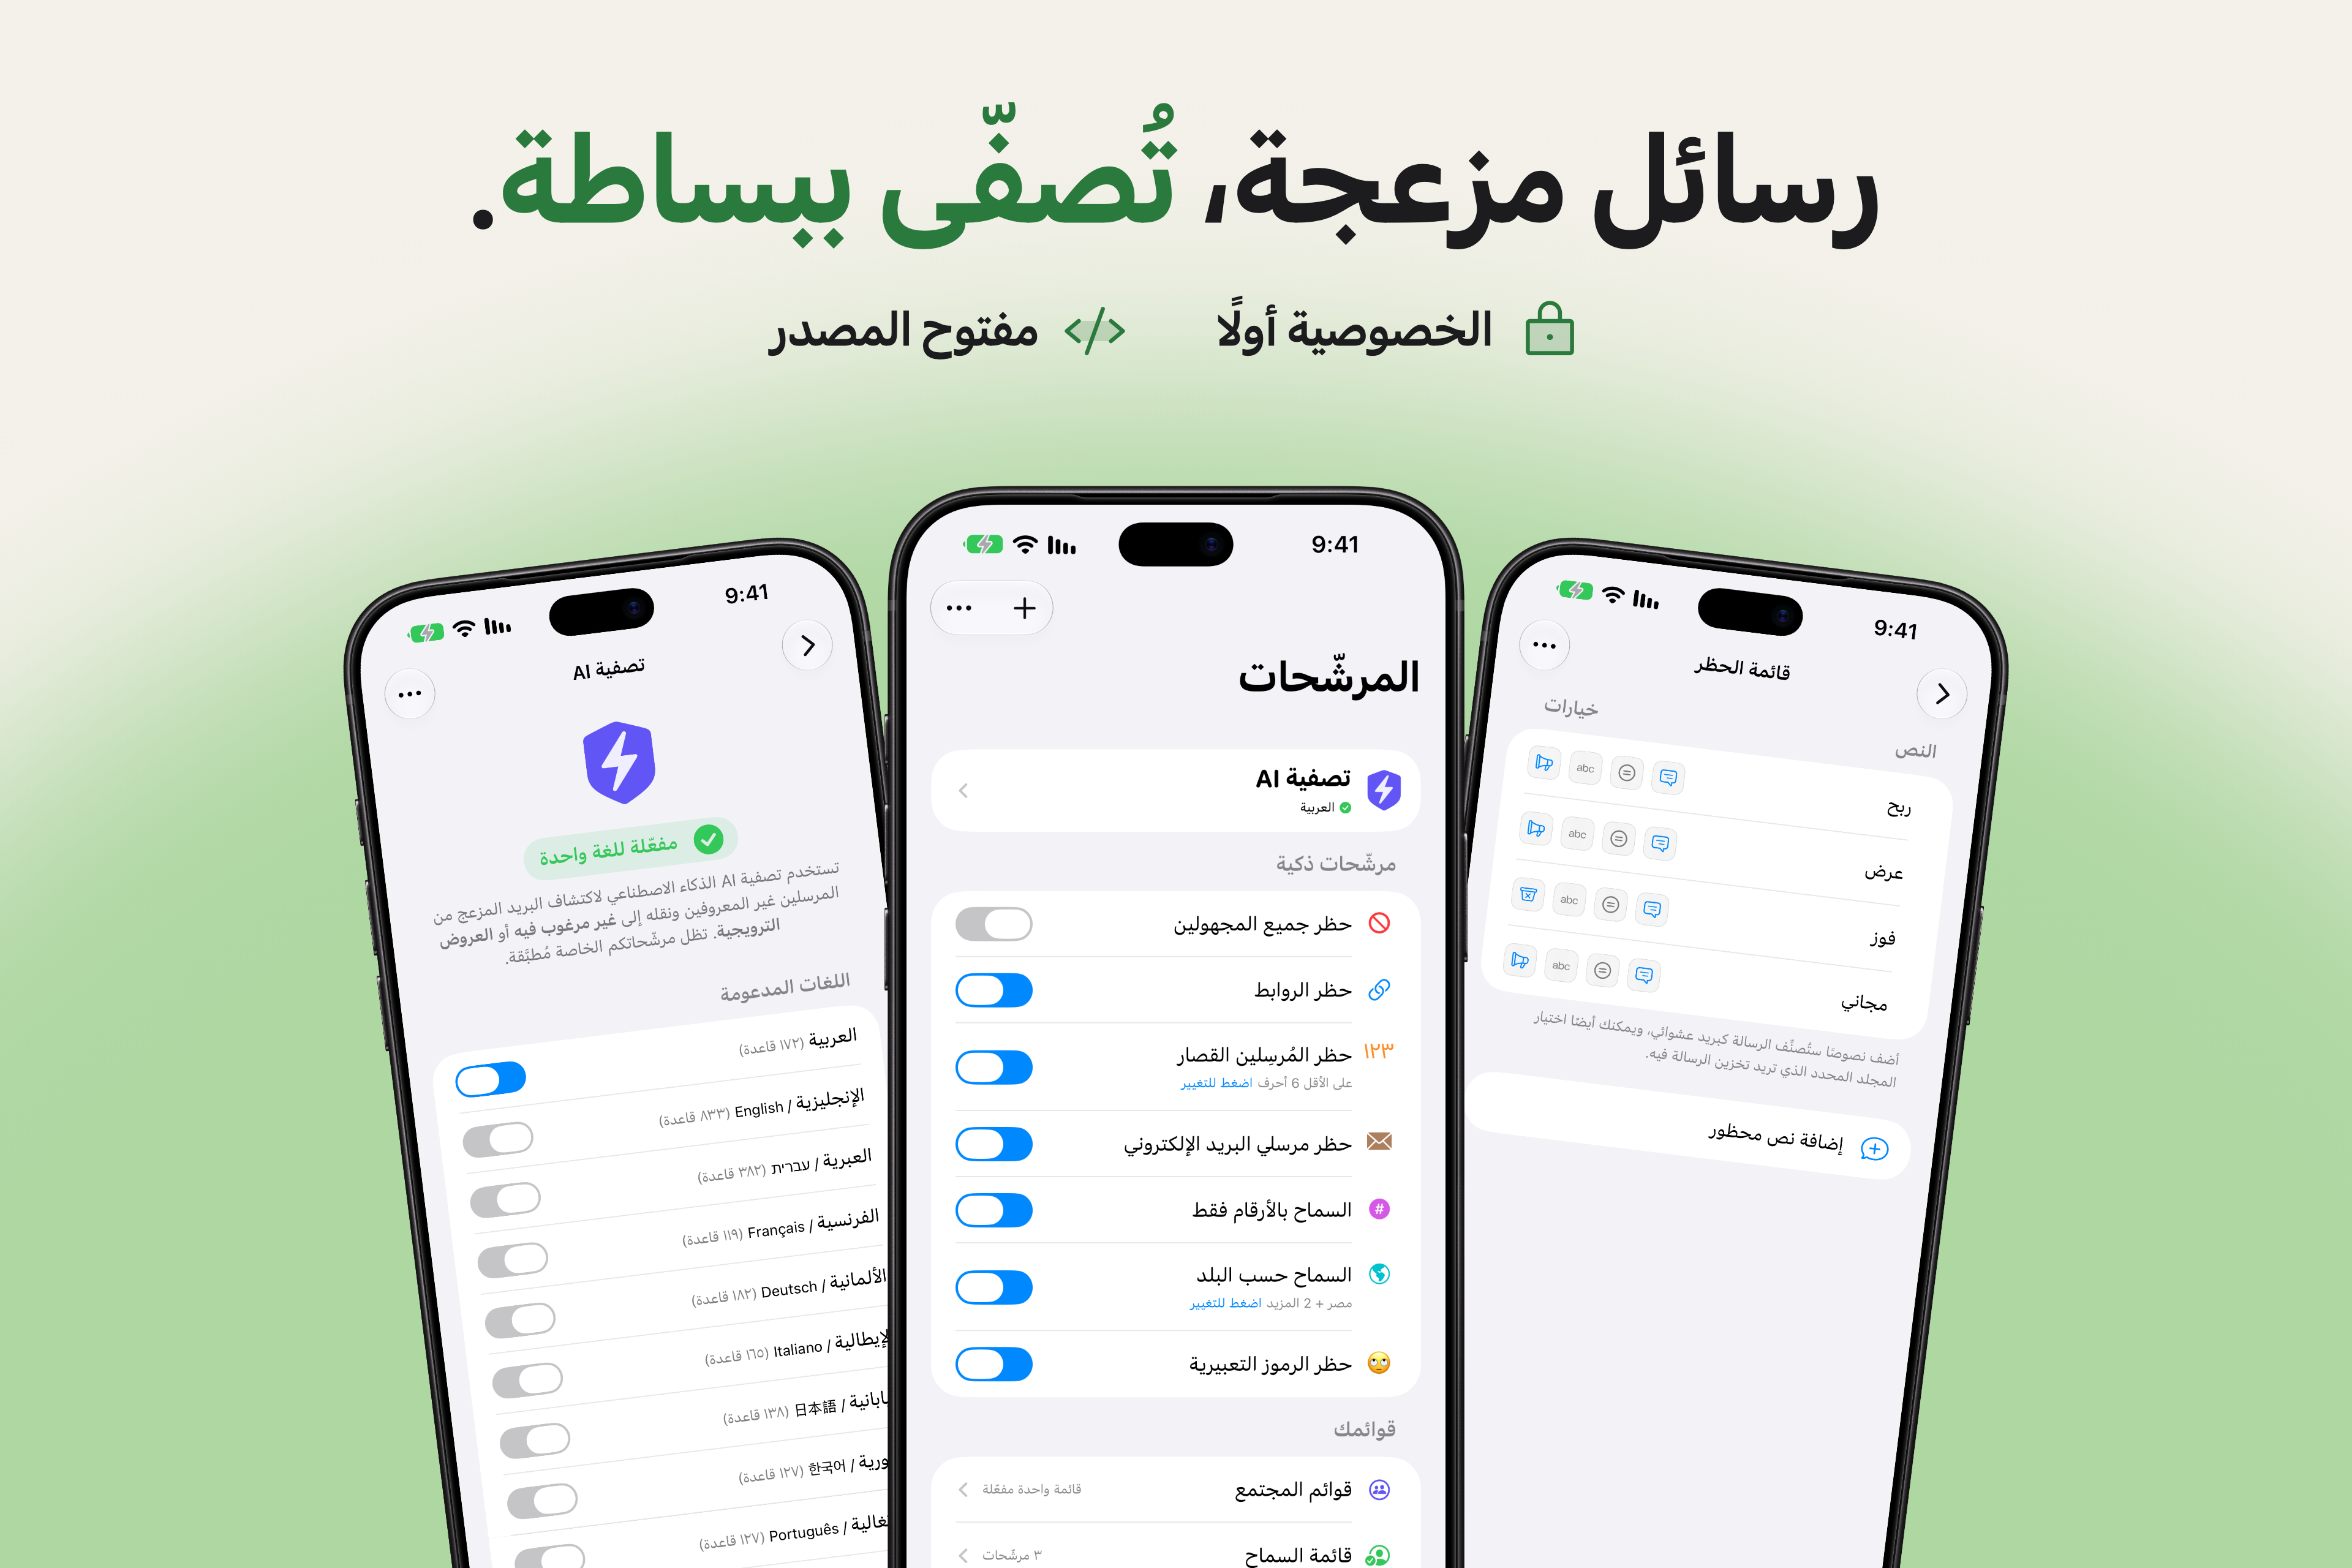 رسائل مزعجة، تُصفّى ببساطة.
الخصوصية أولًا
مفتوح المصدر
9:41
قائمة الحظر
النص
خيارات
ربح
abc
عرض
abc
فوز
abc
مجاني
abc
أضف نصوصًا ستُصنَّف الرسالة كبريد عشوائي، ويمكنك أيضًا اختيار
المجلد المحدد الذي تريد تخزين الرسالة فيه.
إضافة نص محظور
9:41
المرشّحات
تصفية AI
العربية
مرشّحات ذكية
حظر جميع المجهولين
حظر الروابط
١٢٣
حظر المُرسِلين القصار
على الأقل 6 أحرف اضغط للتغيير
حظر مرسلي البريد الإلكتروني
#
السماح بالأرقام فقط
السماح حسب البلد
مصر + 2 المزيد اضغط للتغيير
حظر الرموز التعبيرية
قوائمك
قوائم المجتمع
قائمة واحدة مفعّلة
قائمة السماح
٣ مرشّحات
9:41
تصفية AI
مفعّلة للغة واحدة
تستخدم تصفية AI الذكاء الاصطناعي لاكتشاف البريد المزعج من
المرسلين غير المعروفين ونقله إلى غير مرغوب فيه أو العروض
الترويجية. تظل مرشّحاتكم الخاصة مُطبَّقة.
اللغات المدعومة
العربية (١٧٢ قاعدة)
الإنجليزية / English (٨٣٣ قاعدة)
العبرية / עברית (٣٨٢ قاعدة)
الفرنسية / Français (١١٩ قاعدة)
الألمانية / Deutsch (١٨٢ قاعدة)
/ Italiano (١٦٥ قاعدة)
/ 日本語 (١٣٨ قاعدة)
/ 한국어 (١٢٧ قاعدة)
/ Português (١٢٧ قاعدة)